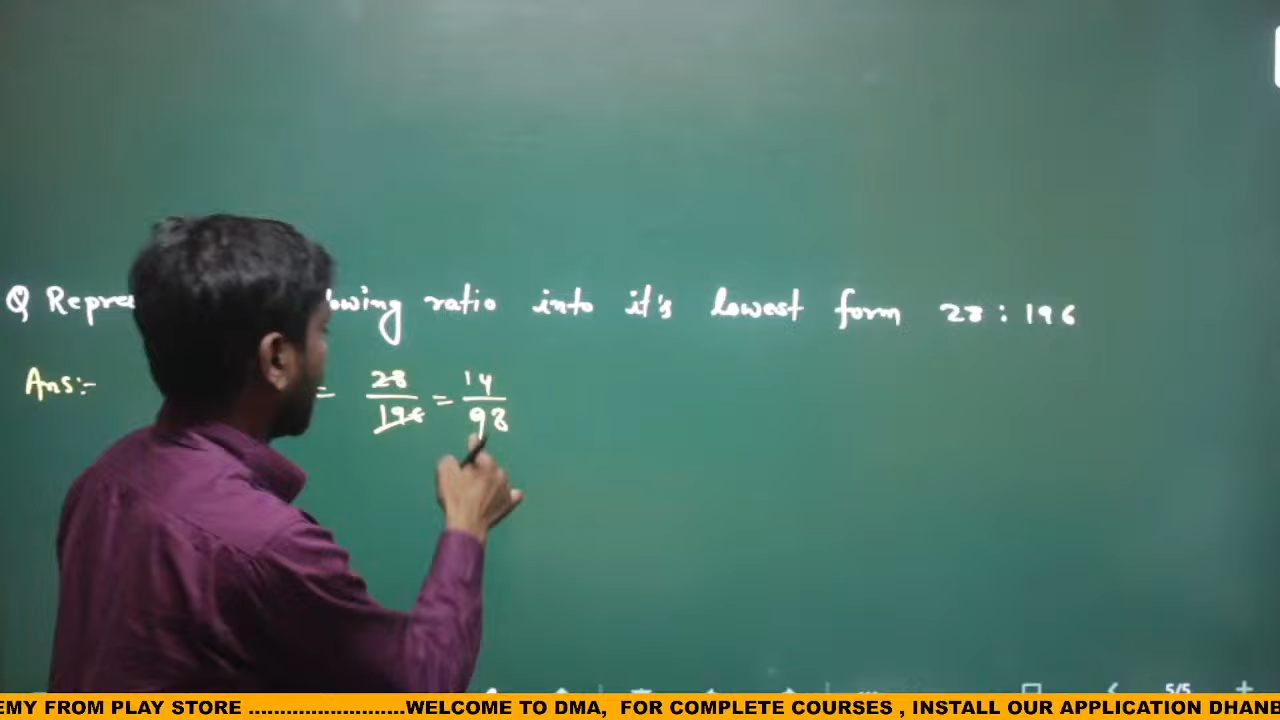 Q Repre owing ratio into it's lowest form 28 : 196
Ans:- = 28/196 = 14/98
5/5
EMY FROM PLAY STORE ........................WELCOME TO DMA, FOR COMPLETE COURSES , INSTALL OUR APPLICATION DHANE